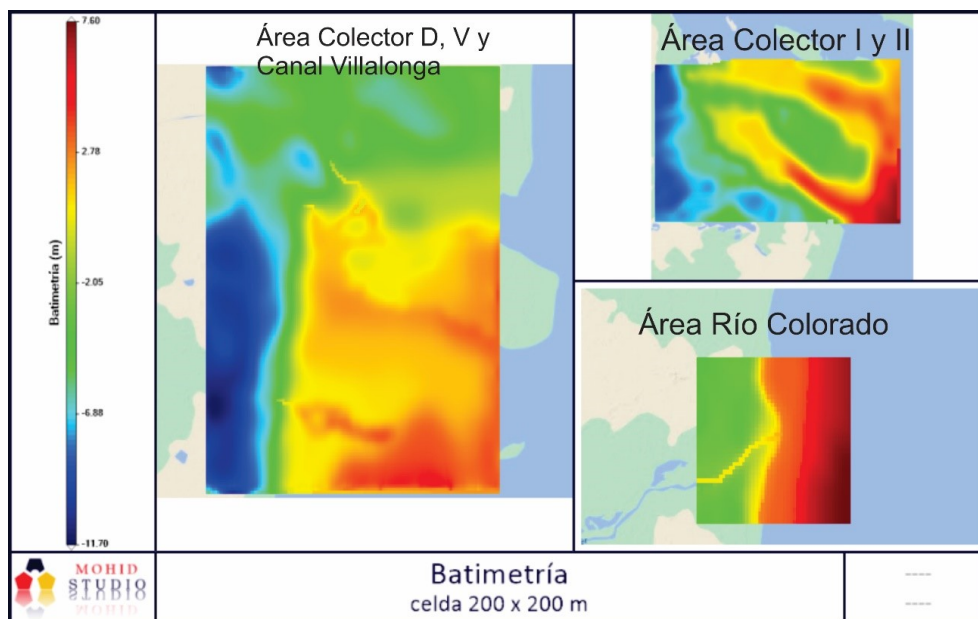 7.60
2.78
-2.05
-6.88
-11.70
Batimetría (m)
Área Colector D, V y
Canal Villalonga
Área Colector I y II
Área Río Colorado
MOHID
STUDIO
Batimetría
celda 200 x 200 m
----
----